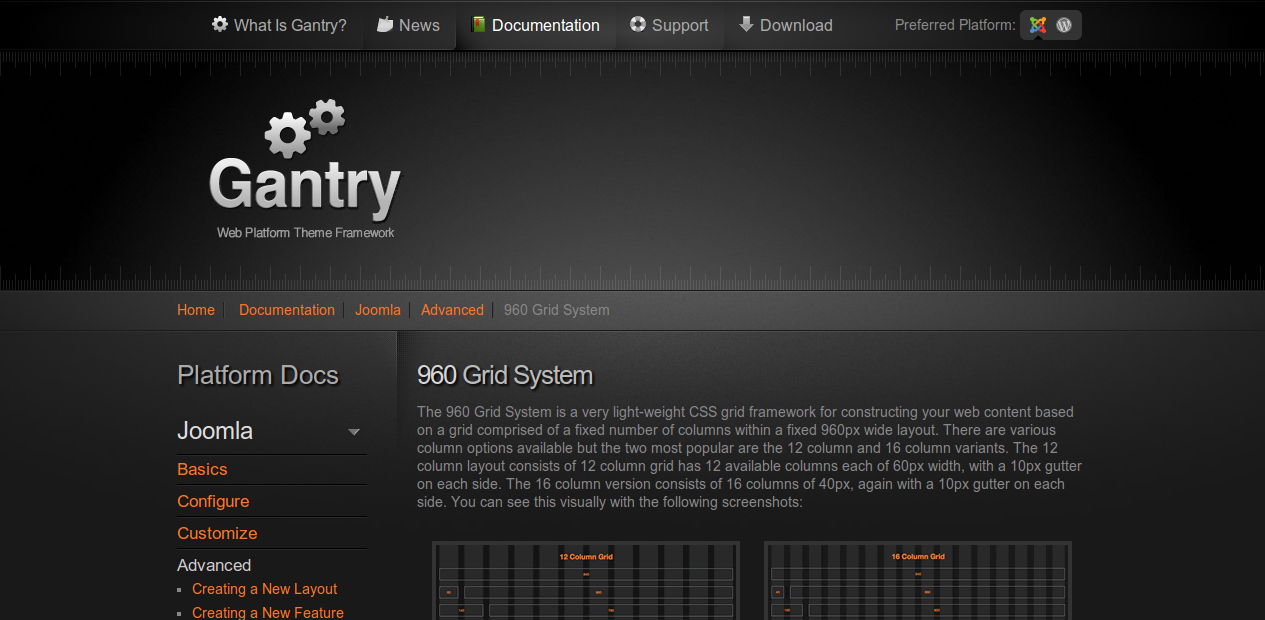 What Is Gantry?
News
Documentation
Support
Download
Preferred Platform:
Gantry
Web Platform Theme Framework
Home
Documentation
Joomla
Advanced
960 Grid System
Platform Docs
Joomla
Basics
Configure
Customize
Advanced
Creating a New Layout
Creating a New Feature
960 Grid System
The 960 Grid System is a very light-weight CSS grid framework for constructing your web content based
on a grid comprised of a fixed number of columns within a fixed 960px wide layout. There are various
column options available but the two most popular are the 12 column and 16 column variants. The 12
column layout consists of 12 column grid has 12 available columns each of 60px width, with a 10px gutter
on each side. The 16 column version consists of 16 columns of 40px, again with a 10px gutter on each
side. You can see this visually with the following screenshots:
12 Column Grid
16 Column Grid